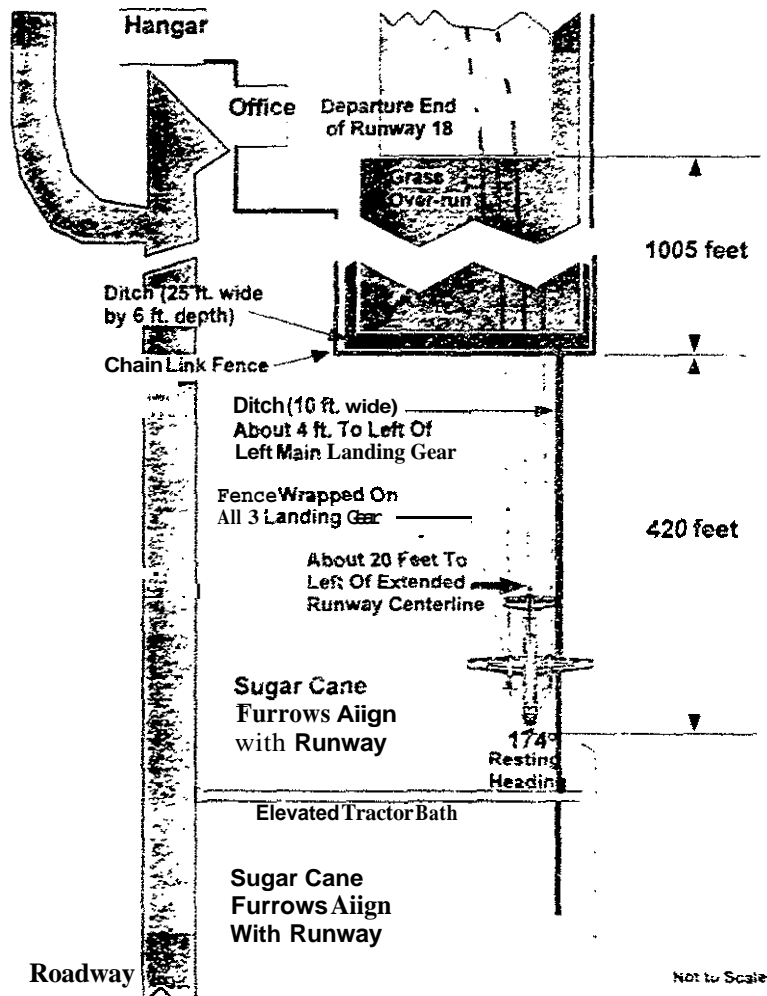 Hangar
Office
Departure End
of Runway 18
Grass
Over-run
1005 feet
Ditch (25 ft. wide
by 6 ft. depth)
Chain Link Fence
Ditch (10 ft. wide)
About 4 ft. To Left Of
Left Main Landing Gear
Fence Wrapped On
All 3 Landing Gear
420 feet
About 20 Feet To
Left Of Extended
Runway Centerline
Sugar Cane
Furrows Aiign
with Runway
174°
Resting
Heading
Elevated Tractor Bath
Sugar Cane
Furrows Aiign
With Runway
Roadway
Not to Scale